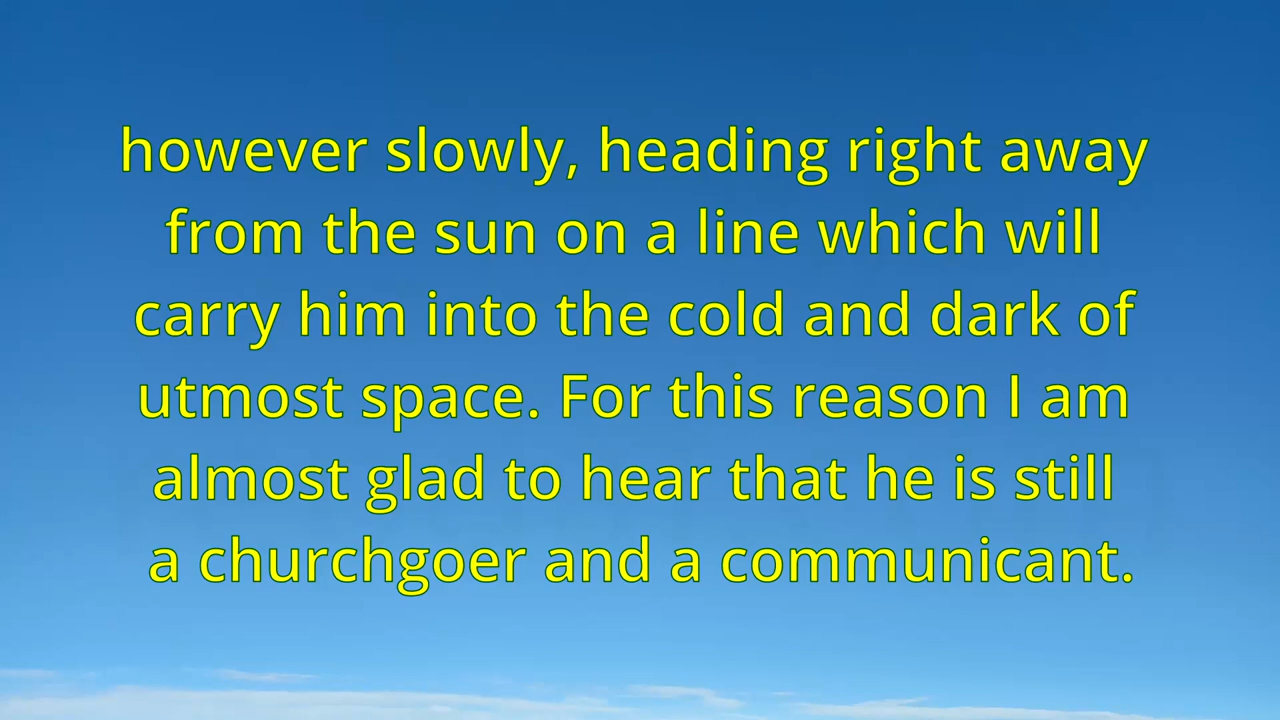 however slowly, heading right away
from the sun on a line which will
carry him into the cold and dark of
utmost space. For this reason I am
almost glad to hear that he is still
a churchgoer and a communicant.